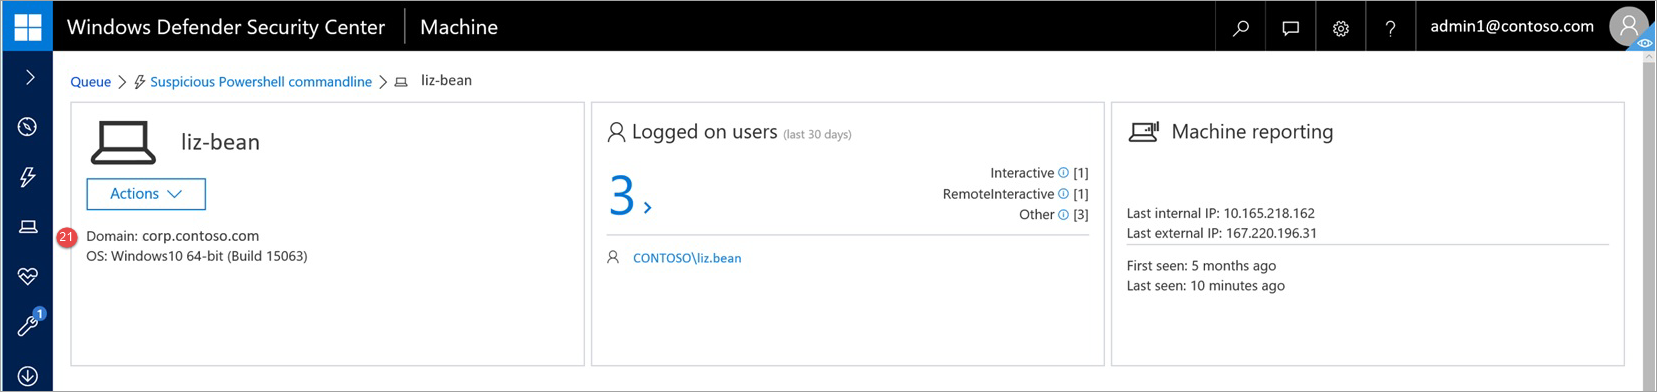 Windows Defender Security Center | Machine
? admin1@contoso.com
Queue > Suspicious Powershell commandline > liz-bean
liz-bean
Actions
21
Domain: corp.contoso.com
OS: Windows10 64-bit (Build 15063)
1
Logged on users (last 30 days)
3 >
Interactive [1]
RemoteInteractive [1]
Other [3]
CONTOSO\liz.bean
Machine reporting
Last internal IP: 10.165.218.162
Last external IP: 167.220.196.31
First seen: 5 months ago
Last seen: 10 minutes ago